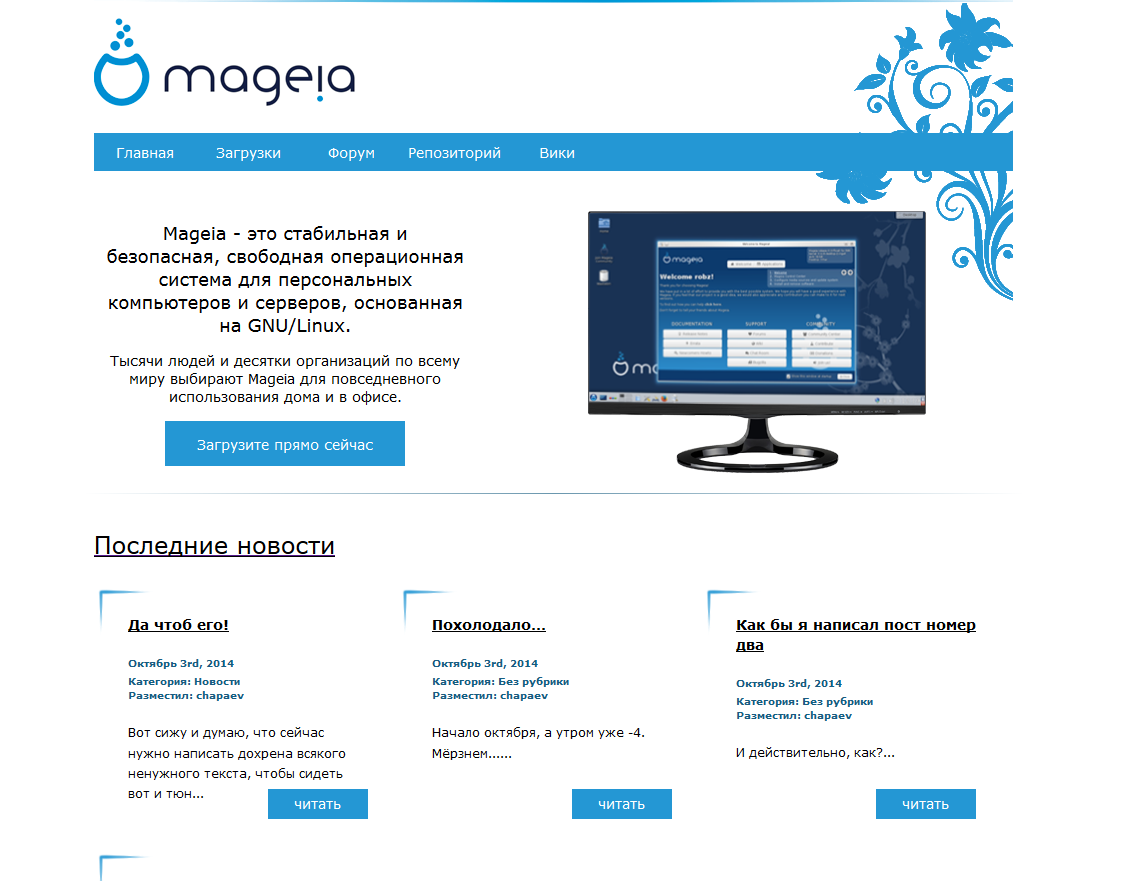 mageia
Главная Загрузки Форум Репозиторий Вики
Mageia - это стабильная и
безопасная, свободная операционная
система для персональных
компьютеров и серверов, основанная
на GNU/Linux.
Тысячи людей и десятки организаций по всему
миру выбирают Mageia для повседневного
использования дома и в офисе.
Загрузите прямо сейчас
mageia
Welcome robz!
DOCUMENTATION SUPPORT COMMUNITY
Последние новости
Да чтоб его!
Октябрь 3rd, 2014
Категория: Новости
Разместил: chapaev
Вот сижу и думаю, что сейчас
нужно написать дохрена всякого
ненужного текста, чтобы сидеть
вот и тюн...
читать
Похолодало...
Октябрь 3rd, 2014
Категория: Без рубрики
Разместил: chapaev
Начало октября, а утром уже -4.
Мёрзнем......
читать
Как бы я написал пост номер
два
Октябрь 3rd, 2014
Категория: Без рубрики
Разместил: chapaev
И действительно, как?...
читать